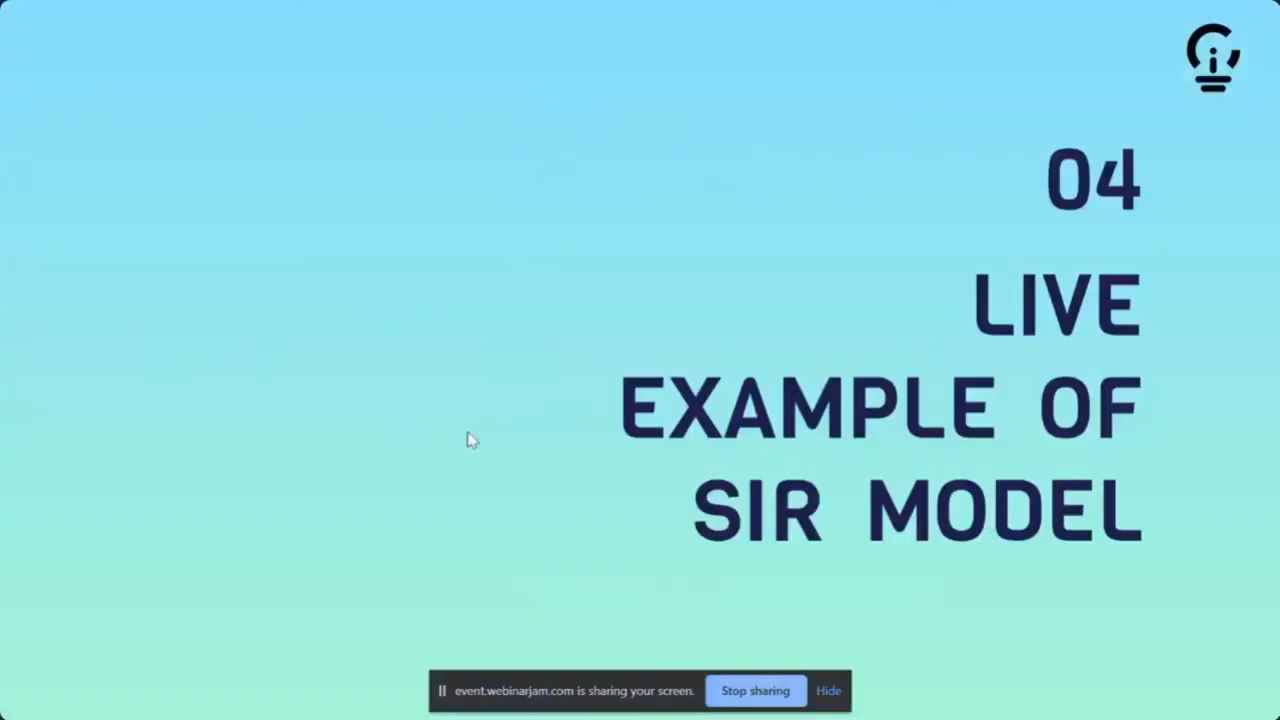 04
LIVE
EXAMPLE OF
SIR MODEL
event.webinarjam.com is sharing your screen. Stop sharing Hide